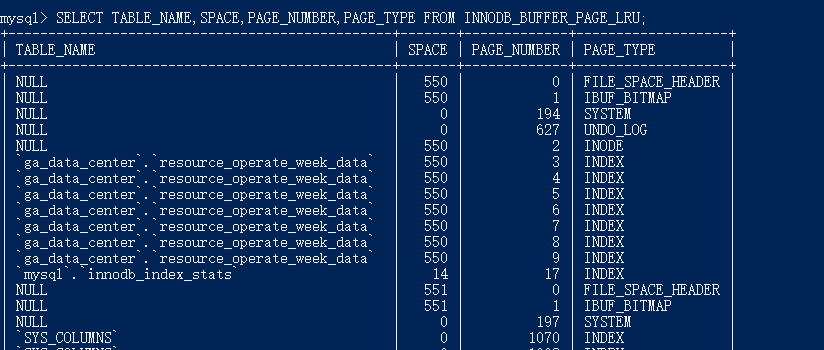 mysql> SELECT TABLE_NAME,SPACE,PAGE_NUMBER,PAGE_TYPE FROM INNODB_BUFFER_PAGE_LRU;
| TABLE_NAME | SPACE | PAGE_NUMBER | PAGE_TYPE |
| NULL | 550 | 0 | FILE_SPACE_HEADER |
| NULL | 550 | 1 | IBUF_BITMAP |
| NULL | 0 | 194 | SYSTEM |
| NULL | 0 | 627 | UNDO_LOG |
| NULL | 550 | 2 | INODE |
| `ga_data_center`.`resource_operate_week_data` | 550 | 3 | INDEX |
| `ga_data_center`.`resource_operate_week_data` | 550 | 4 | INDEX |
| `ga_data_center`.`resource_operate_week_data` | 550 | 5 | INDEX |
| `ga_data_center`.`resource_operate_week_data` | 550 | 6 | INDEX |
| `ga_data_center`.`resource_operate_week_data` | 550 | 7 | INDEX |
| `ga_data_center`.`resource_operate_week_data` | 550 | 8 | INDEX |
| `ga_data_center`.`resource_operate_week_data` | 550 | 9 | INDEX |
| `mysql`.`innodb_index_stats` | 14 | 17 | INDEX |
| NULL | 551 | 0 | FILE_SPACE_HEADER |
| NULL | 551 | 1 | IBUF_BITMAP |
| NULL | 0 | 197 | SYSTEM |
| `SYS_COLUMNS` | 0 | 1070 | INDEX |